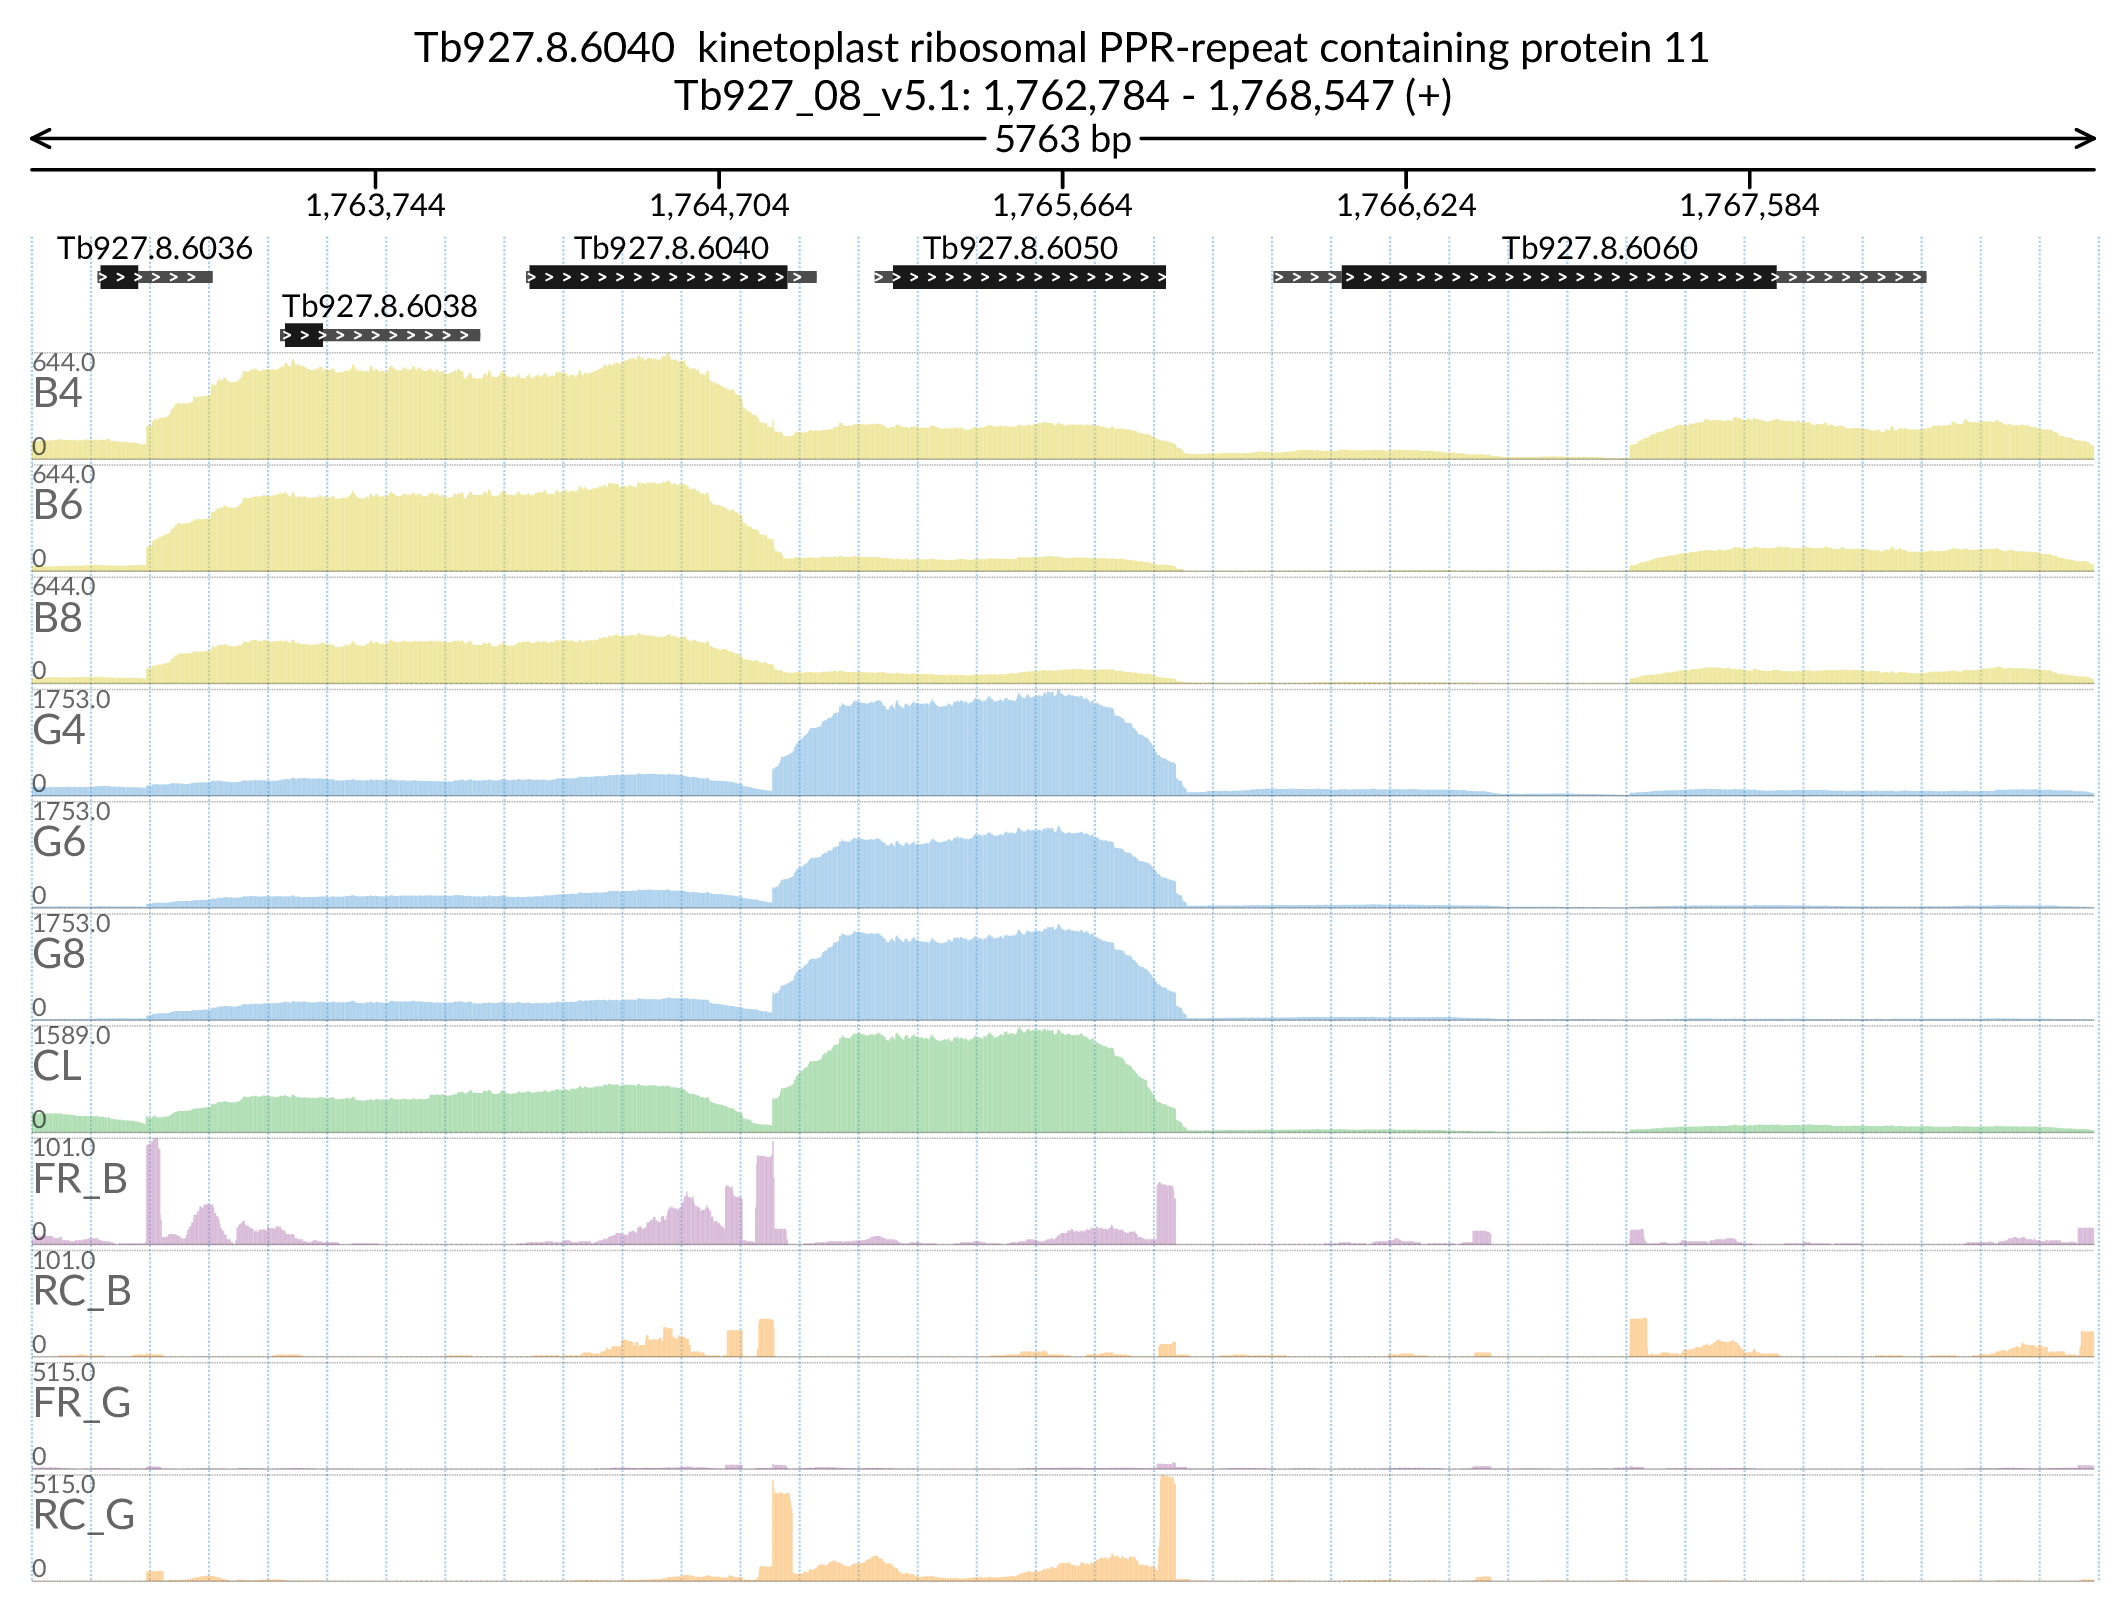 Tb927.8.6040  kinetoplast ribosomal PPR-repeat containing protein 11
Tb927_08_v5.1: 1,762,784 - 1,768,547 (+)
5763 bp
1,763,744 1,764,704 1,765,664 1,766,624 1,767,584
Tb927.8.6036 Tb927.8.6040 Tb927.8.6050 Tb927.8.6060
Tb927.8.6038
644.0
B4
0
644.0
B6
0
644.0
B8
0
1753.0
G4
0
1753.0
G6
0
1753.0
G8
0
1589.0
CL
0
101.0
FR_B
0
101.0
RC_B
0
515.0
FR_G
0
515.0
RC_G
0